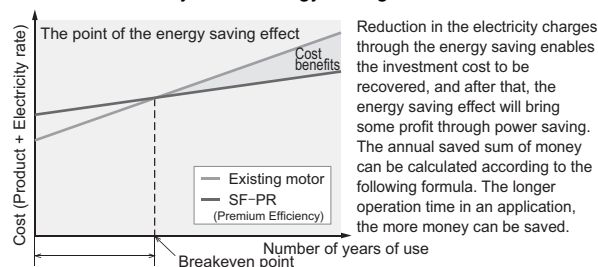 The point of the energy saving effect
Cost
benefits
Cost (Product + Electricity rate)
Existing motor
SF-PR
(Premium Efficiency)
Number of years of use
Breakeven point
Reduction in the electricity charges
through the energy saving enables
the investment cost to be
recovered, and after that, the
energy saving effect will bring
some profit through power saving.
The annual saved sum of money
can be calculated according to the
following formula. The longer
operation time in an application,
the more money can be saved.